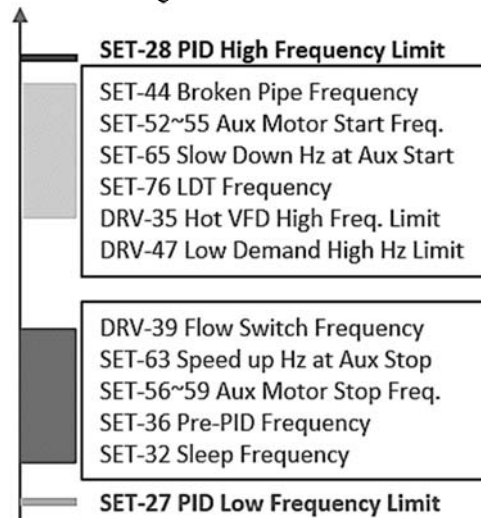 SET-28 PID High Frequency Limit
SET-44 Broken Pipe Frequency
SET-52~55 Aux Motor Start Freq.
SET-65 Slow Down Hz at Aux Start
SET-76 LDT Frequency
DRV-35 Hot VFD High Freq. Limit
DRV-47 Low Demand High Hz Limit
DRV-39 Flow Switch Frequency
SET-63 Speed up Hz at Aux Stop
SET-56~59 Aux Motor Stop Freq.
SET-36 Pre-PID Frequency
SET-32 Sleep Frequency
SET-27 PID Low Frequency Limit